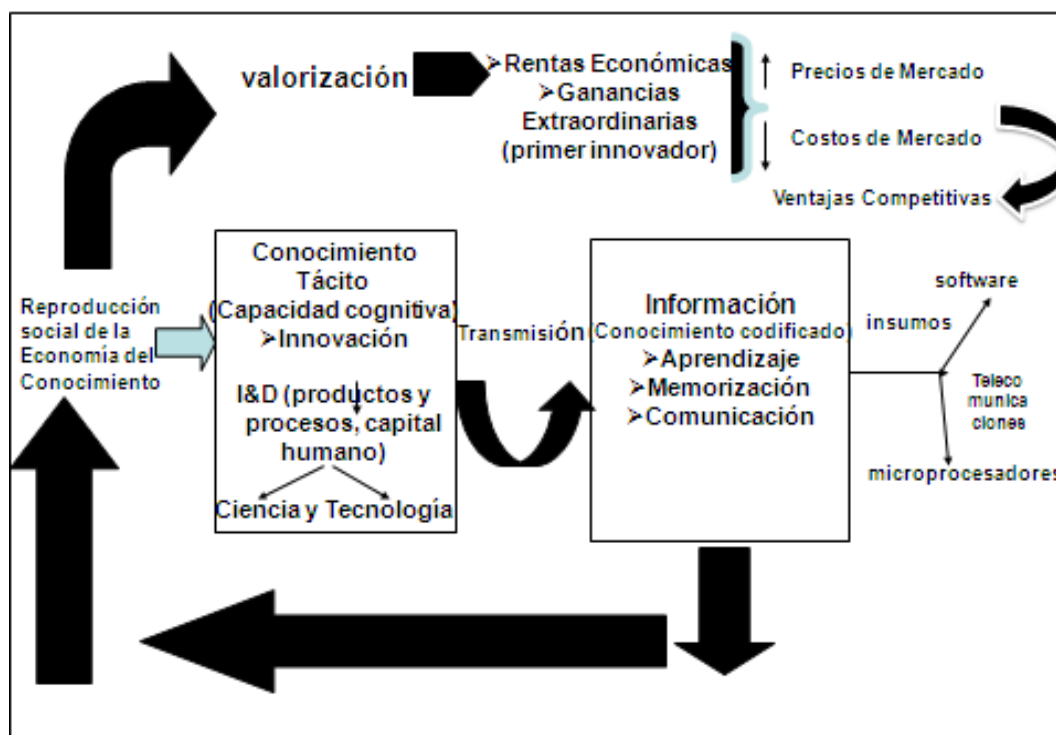 valorización
➢Rentas Económicas
➢Ganancias
Extraordinarias
(primer innovador)
Precios de Mercado
Costos de Mercado
Ventajas Competitivas
Reproducción
social de la
Economía del
Conocimiento
Conocimiento
Tácito
(Capacidad cognitiva)
➢Innovación
I&D (productos y
procesos, capital
humano)
Ciencia y Tecnología
Transmisión
Información
(Conocimiento codificado)
➢Aprendizaje
➢Memorización
➢Comunicación
software
insumos
Teleco
munica
ciones
microprocesadores